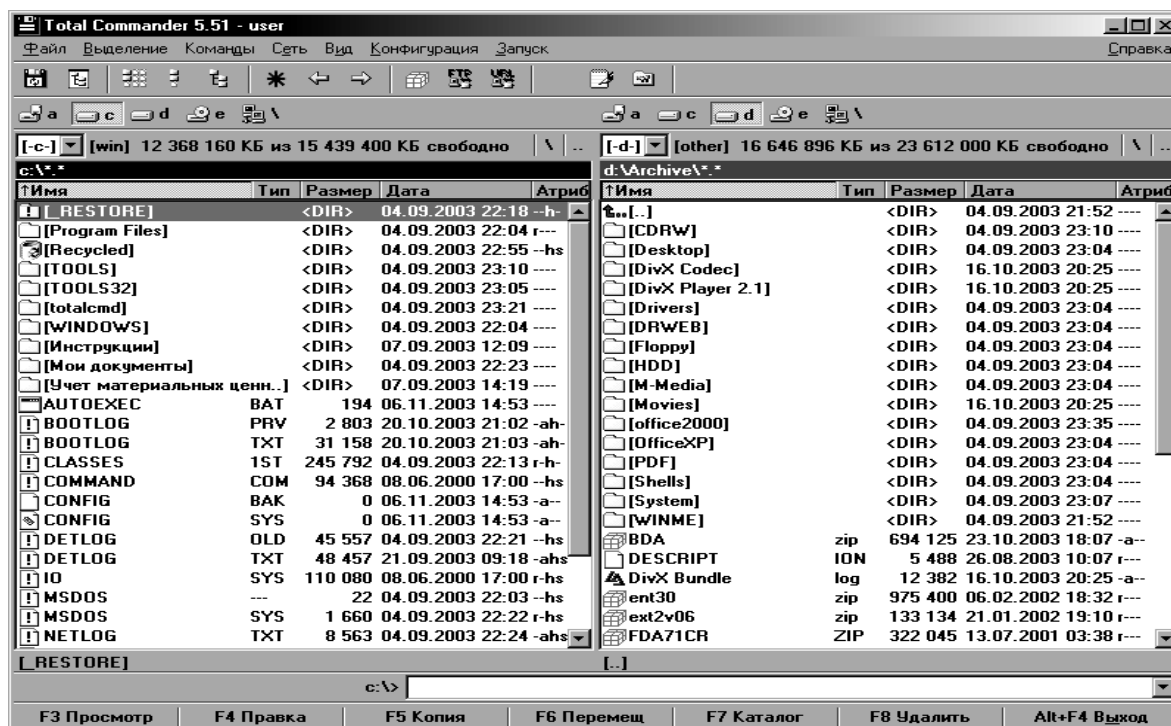 Total Commander 5.51 - user
Файл Выделение Команды Сеть Вид Конфигурация Запуск Справка
FTP URL
a c d e \
a c d e \
[-c-] [win] 12 368 160 КБ из 15 439 400 КБ свободно \ ..
[-d-] [other] 16 646 896 КБ из 23 612 000 КБ свободно \ ..
c:\*.*
↑Имя Тип Размер Дата Атриб
[_RESTORE] <DIR> 04.09.2003 22:18 --h-
[Program Files] <DIR> 04.09.2003 22:04 r---
[Recycled] <DIR> 04.09.2003 22:55 --hs
[TOOLS] <DIR> 04.09.2003 23:10 ----
[TOOLS32] <DIR> 04.09.2003 23:05 ----
[totalcmd] <DIR> 04.09.2003 23:21 ----
[WINDOWS] <DIR> 04.09.2003 22:04 ----
[Инструкции] <DIR> 07.09.2003 12:09 ----
[Мои документы] <DIR> 04.09.2003 22:23 ----
[Учет материальных ценн..] <DIR> 07.09.2003 14:19 ----
AUTOEXEC BAT 194 06.11.2003 14:53 ----
BOOTLOG PRV 2 803 20.10.2003 21:02 -ah-
BOOTLOG TXT 31 158 20.10.2003 21:03 -ah-
CLASSES 1ST 245 792 04.09.2003 22:13 r-h-
COMMAND COM 94 368 08.06.2000 17:00 --hs
CONFIG BAK 0 06.11.2003 14:53 -a--
CONFIG SYS 0 06.11.2003 14:53 -a--
DETLOG OLD 45 557 04.09.2003 22:21 --hs
DETLOG TXT 48 457 21.09.2003 09:18 -ahs
IO SYS 110 080 08.06.2000 17:00 r-hs
MSDOS --- 22 04.09.2003 22:03 --hs
MSDOS SYS 1 660 04.09.2003 22:22 r-hs
NETLOG TXT 8 563 04.09.2003 22:24 -ahs
[_RESTORE]
d:\Archive\*.*
↑Имя Тип Размер Дата Атриб
[..] <DIR> 04.09.2003 21:52 ----
[CDRW] <DIR> 04.09.2003 23:10 ----
[Desktop] <DIR> 04.09.2003 23:04 ----
[DivX Codec] <DIR> 16.10.2003 20:25 ----
[DivX Player 2.1] <DIR> 16.10.2003 20:25 ----
[Drivers] <DIR> 04.09.2003 23:04 ----
[DRWEB] <DIR> 04.09.2003 23:04 ----
[Floppy] <DIR> 04.09.2003 23:04 ----
[HDD] <DIR> 04.09.2003 23:04 ----
[M-Media] <DIR> 04.09.2003 23:04 ----
[Movies] <DIR> 16.10.2003 20:25 ----
[office2000] <DIR> 04.09.2003 23:35 ----
[OfficeXP] <DIR> 04.09.2003 23:04 ----
[PDF] <DIR> 04.09.2003 23:04 ----
[Shells] <DIR> 04.09.2003 23:04 ----
[System] <DIR> 04.09.2003 23:07 ----
[WINME] <DIR> 04.09.2003 21:52 ----
BDA zip 694 125 23.10.2003 18:07 -a--
DESCRIPT ION 5 488 26.08.2003 10:07 r---
DivX Bundle log 12 382 16.10.2003 20:25 -a--
ent30 zip 975 400 06.02.2002 18:32 r---
ext2v06 zip 133 134 21.01.2002 19:10 r---
FDA71CR ZIP 322 045 13.07.2001 03:38 r---
[..]
c:\>
F3 Просмотр F4 Правка F5 Копия F6 Перемещ F7 Каталог F8 Удалить Alt+F4 Выход